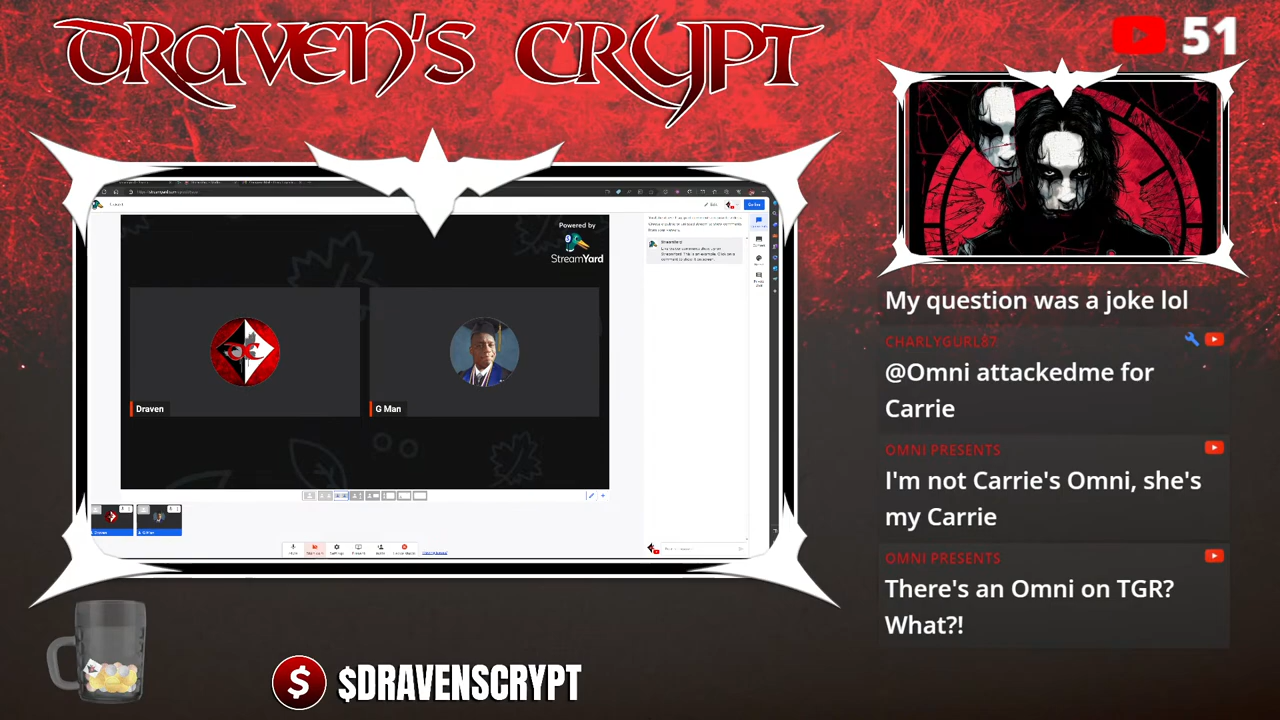 DRAVEN'S CRYPT
51
Powered by
StreamYard
Draven
G Man
My question was a joke lol
CHARLYGURL87
@Omni attackedme for
Carrie
OMNI PRESENTS
I'm not Carrie's Omni, she's
my Carrie
OMNI PRESENTS
There's an Omni on TGR?
What?!
$ $DRAVENSCRYPT